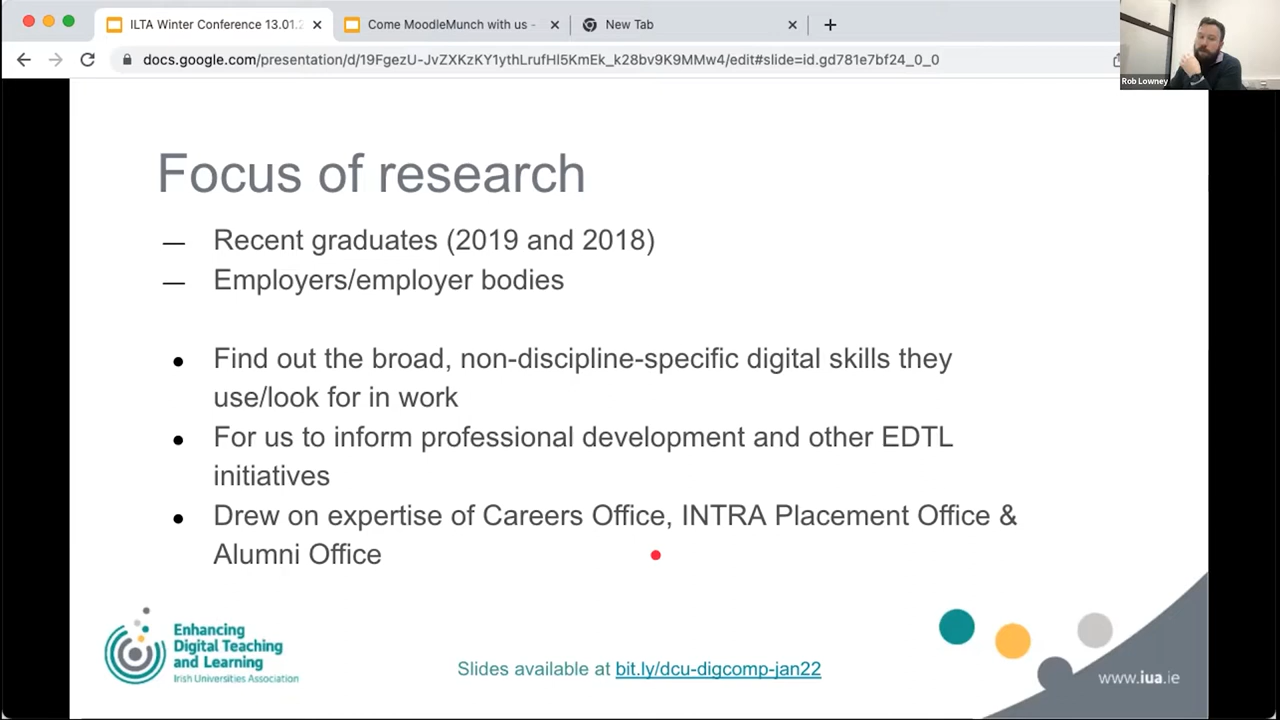 ILTA Winter Conference 13.01.2
Come MoodleMunch with us -
New Tab
docs.google.com/presentation/d/19FgezU-JvZXKzKY1ythLrufHl5KmEk_k28bv9K9MMw4/edit#slide=id.gd781e7bf24_0_0
Rob Lowney
Focus of research
— Recent graduates (2019 and 2018)
— Employers/employer bodies
● Find out the broad, non-discipline-specific digital skills they
use/look for in work
● For us to inform professional development and other EDTL
initiatives
● Drew on expertise of Careers Office, INTRA Placement Office &
Alumni Office
Enhancing
Digital Teaching
and Learning
Irish Universities Association
Slides available at bit.ly/dcu-digcomp-jan22
www.iua.ie